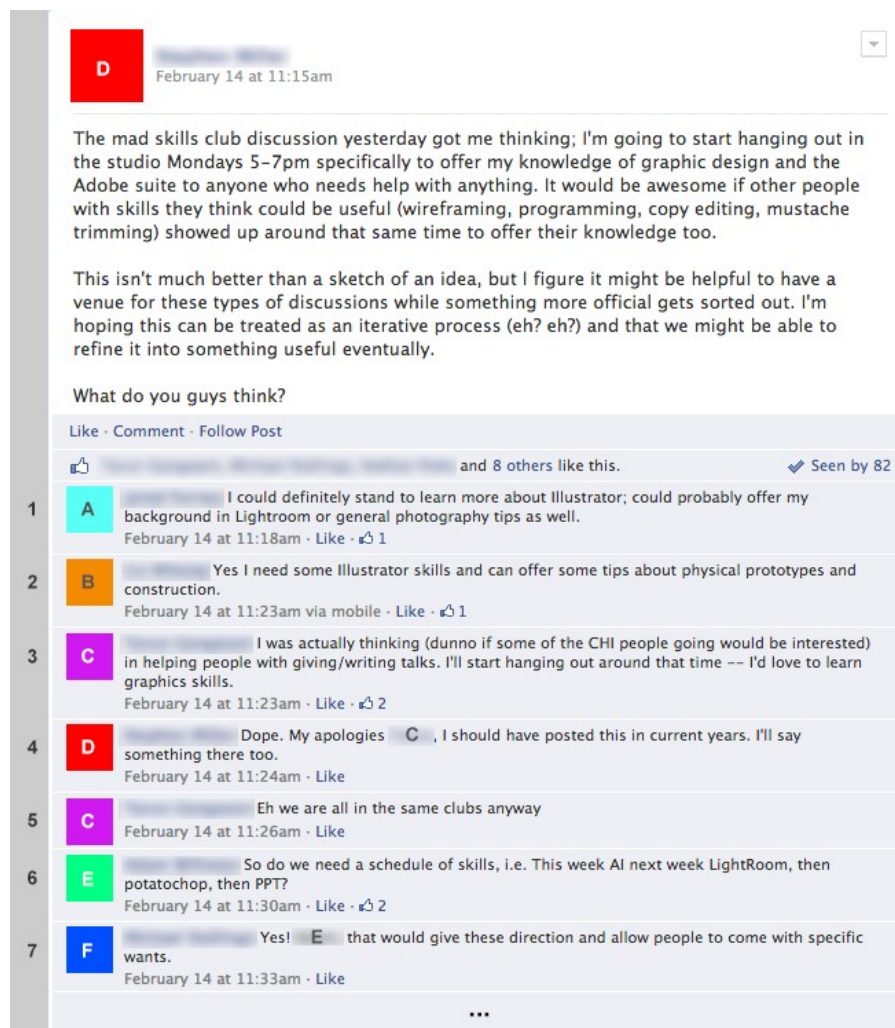 D
February 14 at 11:15am
The mad skills club discussion yesterday got me thinking; I'm going to start hanging out in
the studio Mondays 5-7pm specifically to offer my knowledge of graphic design and the
Adobe suite to anyone who needs help with anything. It would be awesome if other people
with skills they think could be useful (wireframing, programming, copy editing, mustache
trimming) showed up around that same time to offer their knowledge too.
This isn't much better than a sketch of an idea, but I figure it might be helpful to have a
venue for these types of discussions while something more official gets sorted out. I'm
hoping this can be treated as an iterative process (eh? eh?) and that we might be able to
refine it into something useful eventually.
What do you guys think?
Like · Comment · Follow Post
and 8 others like this. Seen by 82
1 A I could definitely stand to learn more about Illustrator; could probably offer my
background in Lightroom or general photography tips as well.
February 14 at 11:18am · Like · 1
2 B Yes I need some Illustrator skills and can offer some tips about physical prototypes and
construction.
February 14 at 11:23am via mobile · Like · 1
3 C I was actually thinking (dunno if some of the CHI people going would be interested)
in helping people with giving/writing talks. I'll start hanging out around that time -- I'd love to learn
graphics skills.
February 14 at 11:23am · Like · 2
4 D Dope. My apologies C, I should have posted this in current years. I'll say
something there too.
February 14 at 11:24am · Like
5 C Eh we are all in the same clubs anyway
February 14 at 11:26am · Like
6 E So do we need a schedule of skills, i.e. This week AI next week LightRoom, then
potatochop, then PPT?
February 14 at 11:30am · Like · 2
7 F Yes! E that would give these direction and allow people to come with specific
wants.
February 14 at 11:33am · Like
...